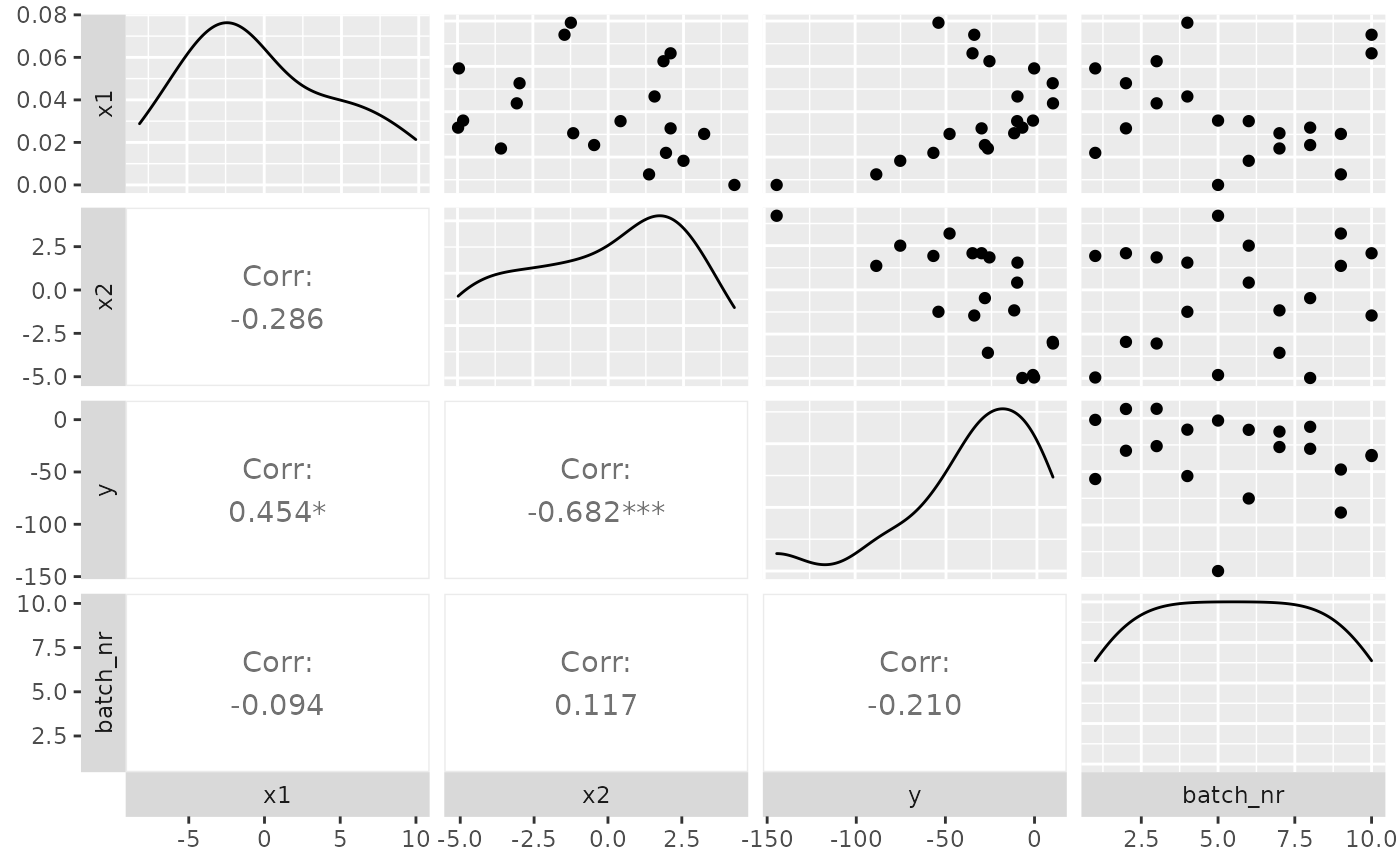 0.08
0.06
0.04
0.02
0.00
x1
2.5
0.0
-2.5
-5.0
x2
Corr:
-0.286
0
-50
-100
-150
y
Corr:
0.454*
Corr:
-0.682***
10.0
7.5
5.0
2.5
batch_nr
Corr:
-0.094
Corr:
0.117
Corr:
-0.210
x1 x2 y batch_nr
-5 0 5 10 -5.0 -2.5 0.0 2.5 -150 -100 -50 0 2.5 5.0 7.5 10.0